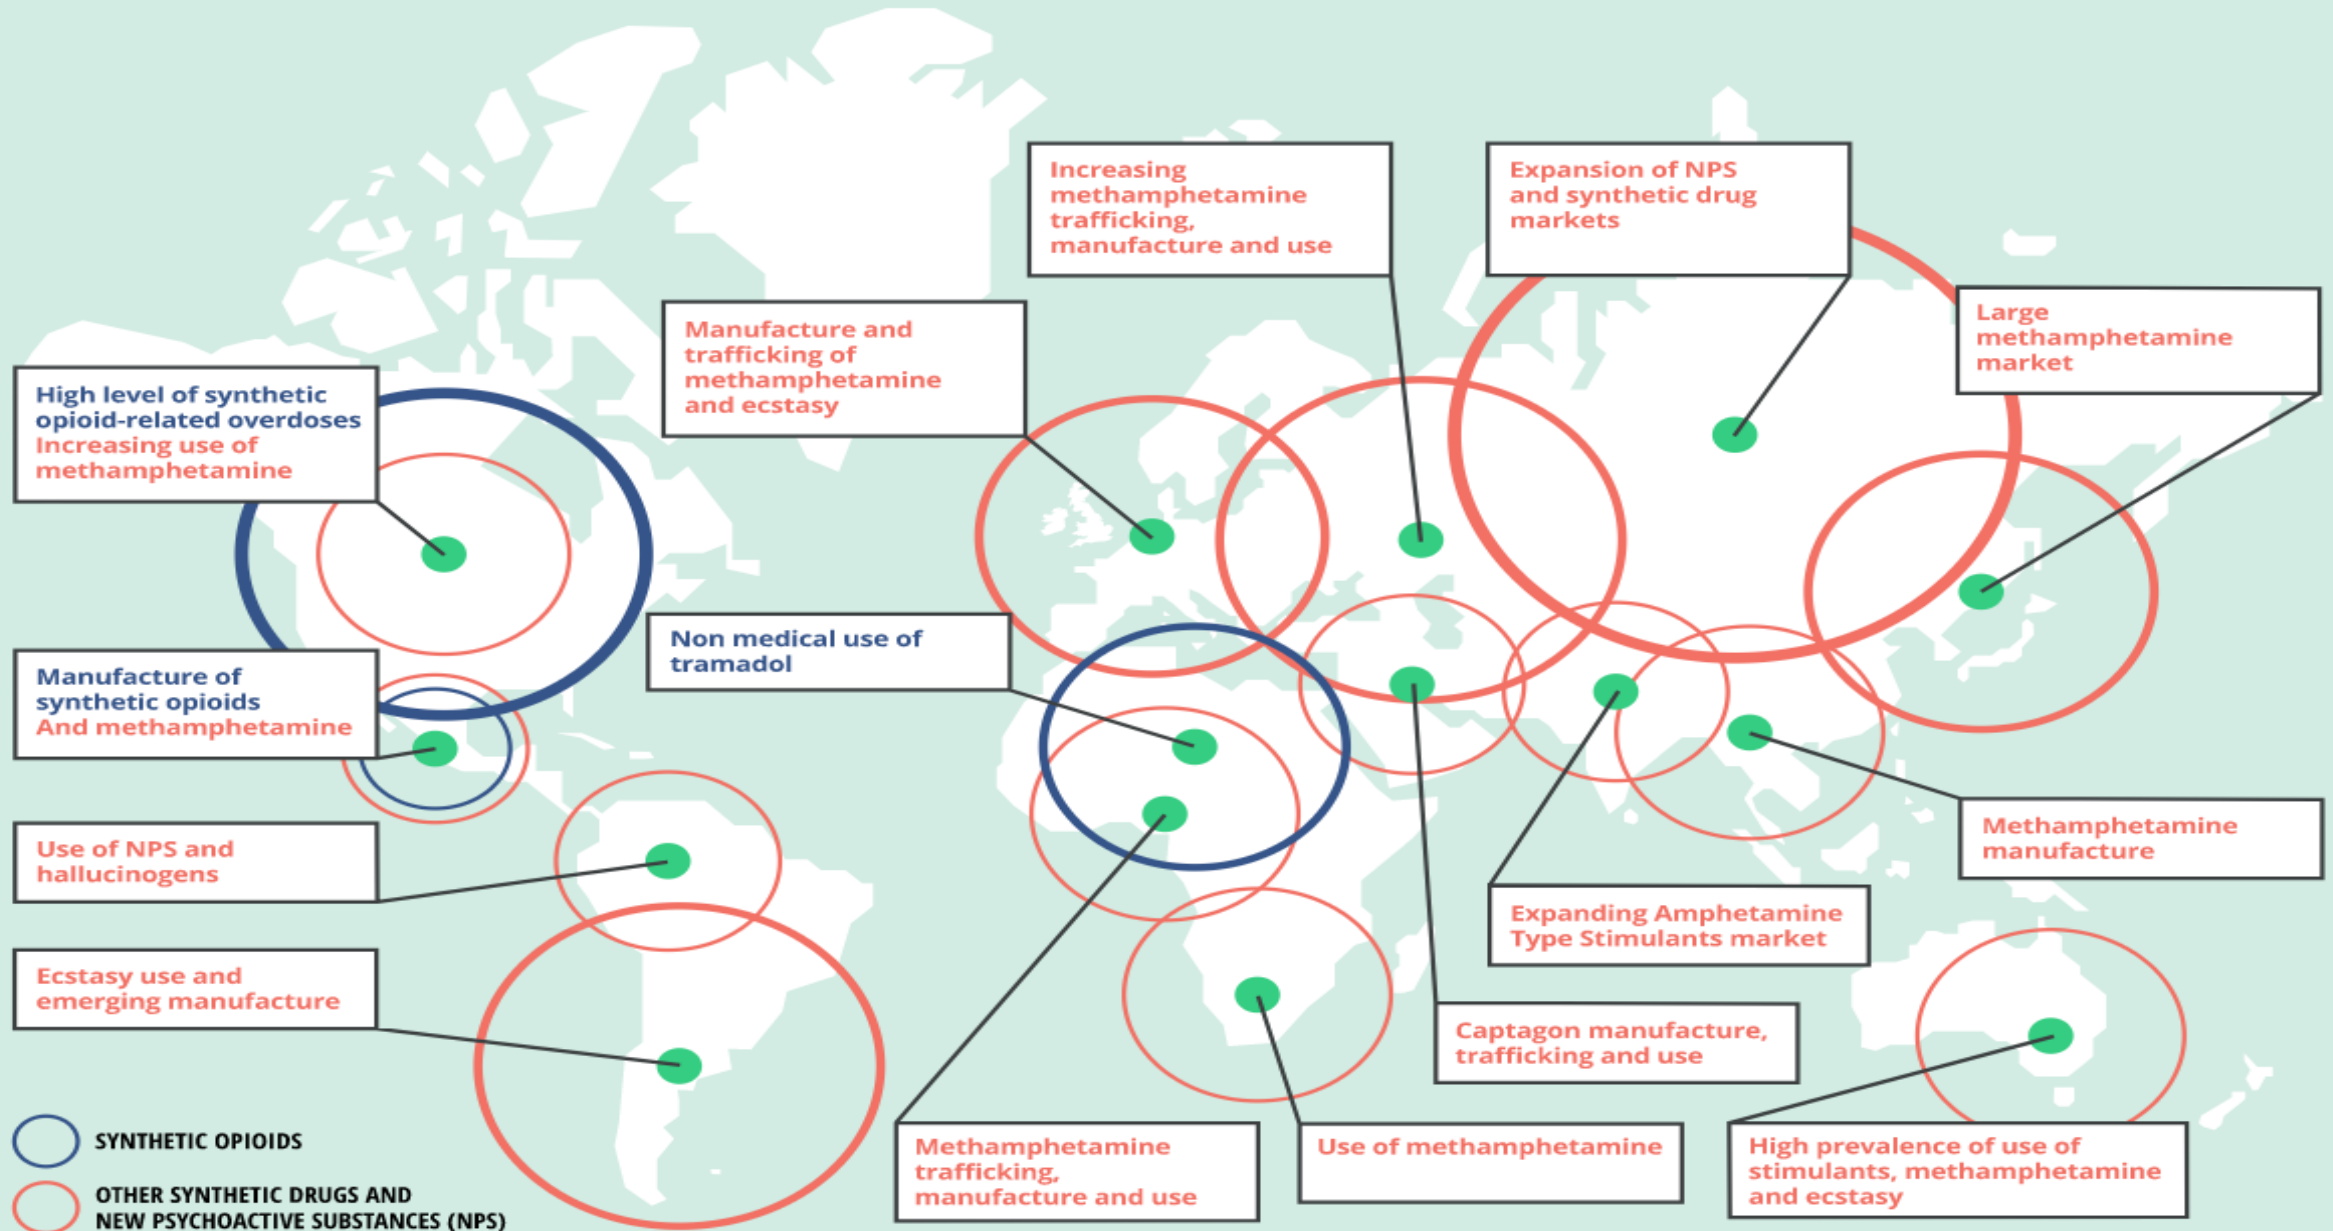 Increasing
methamphetamine
trafficking,
manufacture and use
Expansion of NPS
and synthetic drug
markets
Large
methamphetamine
market
Manufacture and
trafficking of
methamphetamine
and ecstasy
High level of synthetic
opioid-related overdoses
Increasing use of
methamphetamine
Non medical use of
tramadol
Manufacture of
synthetic opioids
And methamphetamine
Use of NPS and
hallucinogens
Methamphetamine
manufacture
Expanding Amphetamine
Type Stimulants market
Ecstasy use and
emerging manufacture
Captagon manufacture,
trafficking and use
Methamphetamine
trafficking,
manufacture and use
Use of methamphetamine
High prevalence of use of
stimulants, methamphetamine
and ecstasy
SYNTHETIC OPIOIDS
OTHER SYNTHETIC DRUGS AND
NEW PSYCHOACTIVE SUBSTANCES (NPS)